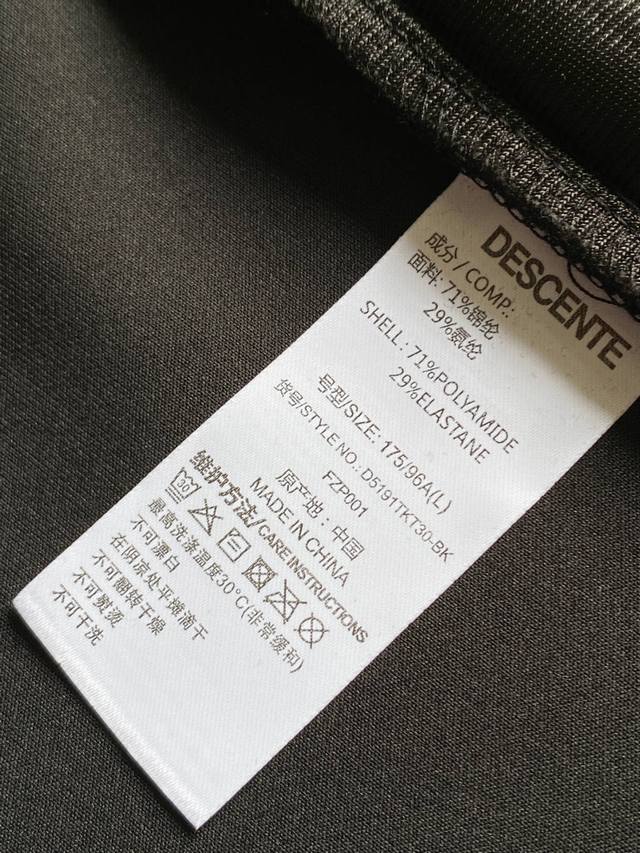 DESCENTE
成分/COMP:
面料: 71%锦纶
29%氨纶
SHELL: 71%POLYAMIDE
29%ELASTANE
号型/SIZE: 175/96A(L)
货号/STYLE NO.: D5191TKT30-BK
FZP001
原产地: 中国
MADE IN CHINA
维护方法/CARE INSTRUCTIONS
30
最高洗涤温度30°C(非常缓和)
不可漂白
在阴凉处平摊滴干
不可翻转干燥
不可熨烫
不可干洗